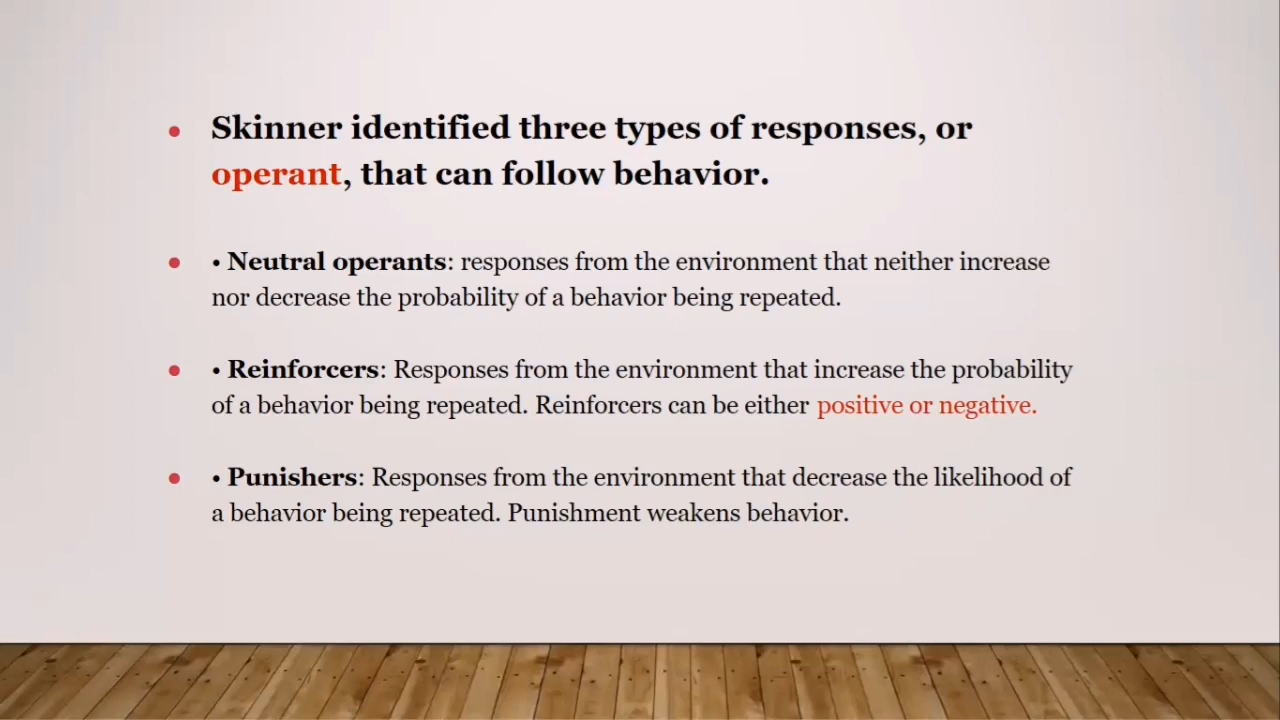 • Skinner identified three types of responses, or
operant, that can follow behavior.
• • Neutral operants: responses from the environment that neither increase
nor decrease the probability of a behavior being repeated.
• • Reinforcers: Responses from the environment that increase the probability
of a behavior being repeated. Reinforcers can be either positive or negative.
• • Punishers: Responses from the environment that decrease the likelihood of
a behavior being repeated. Punishment weakens behavior.